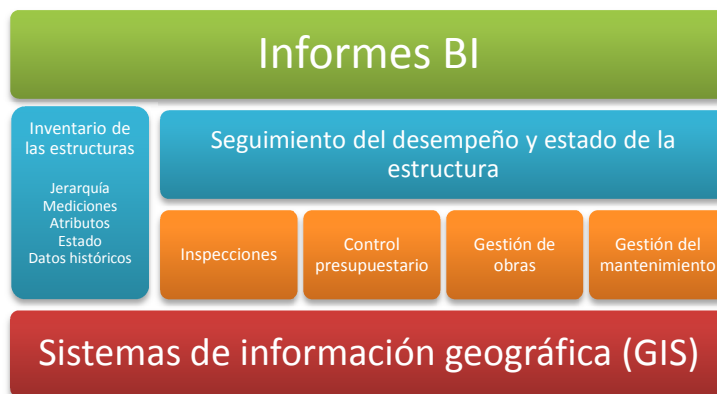 Informes BI
Inventario de
las estructuras
Jerarquía
Mediciones
Atributos
Estado
Datos históricos
Seguimiento del desempeño y estado de la
estructura
Inspecciones
Control
presupuestario
Gestión de
obras
Gestión del
mantenimiento
Sistemas de información geográfica (GIS)